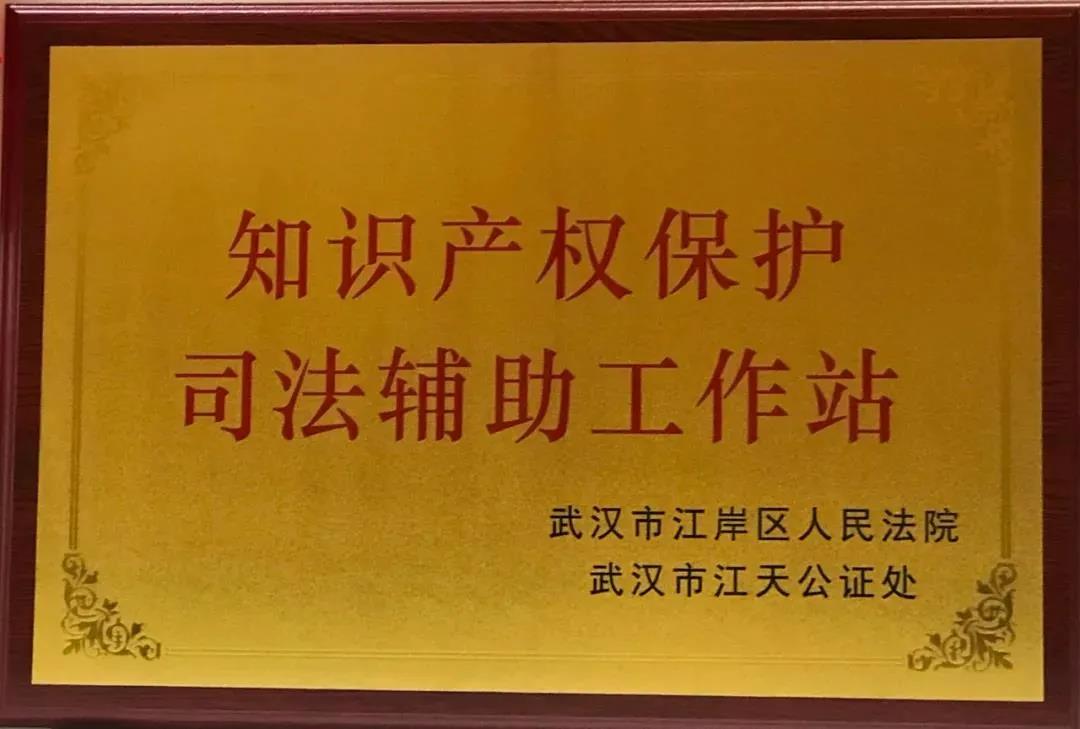 知识产权保护
司法辅助工作站
武汉市江岸区人民法院
武汉市江天公证处